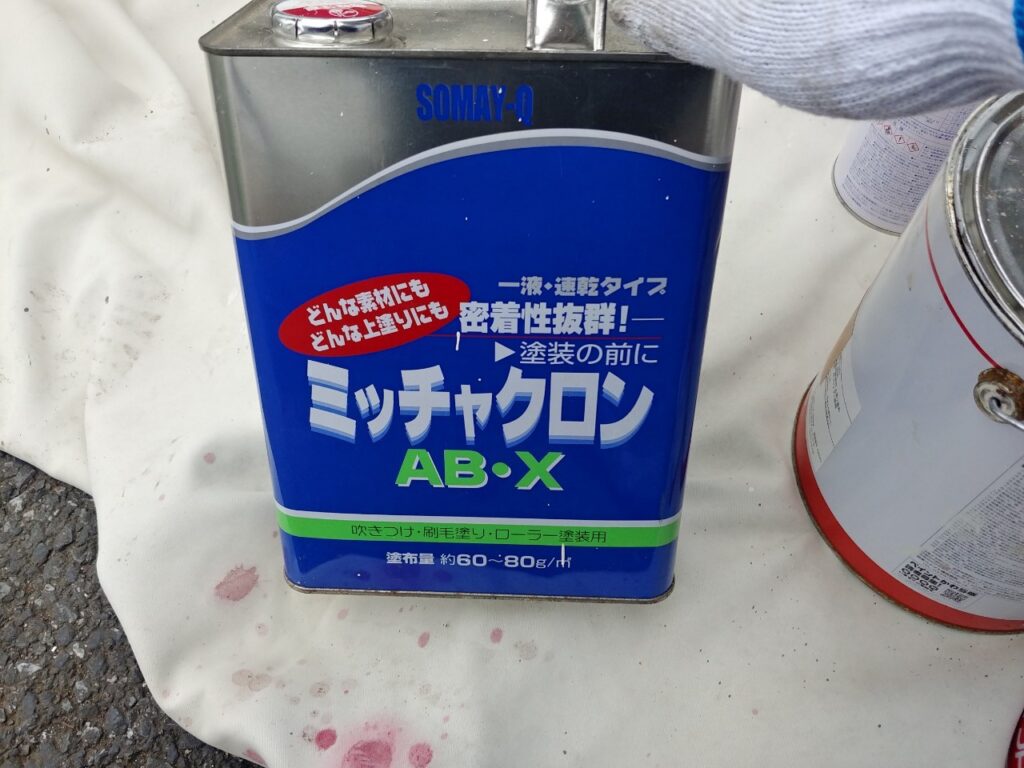 SOMAY-Q
どんな素材にも
どんな上塗りにも
一液・速乾タイプ
密着性抜群!
▶塗装の前に
ミッチャクロン
AB・X
吹きつけ・刷毛塗り・ローラー塗装用
塗布量 約60〜80g/㎡